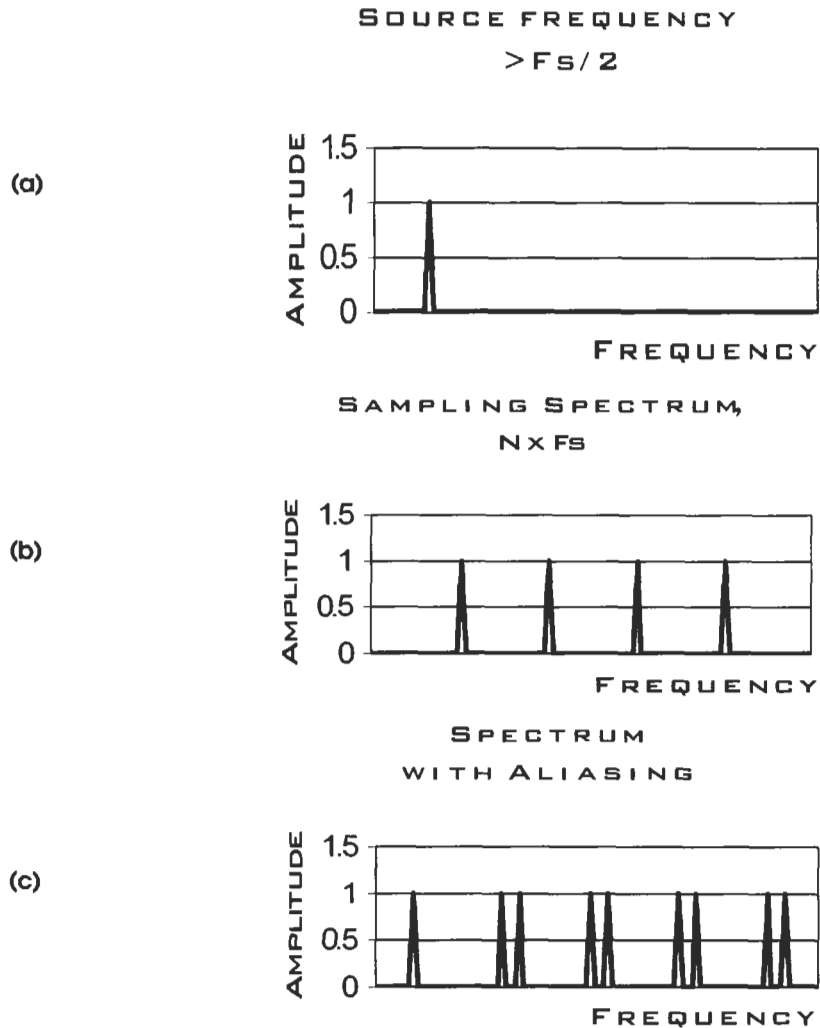 SOURCE FREQUENCY
>FS/2
(a)
AMPLITUDE
1.5
1
0.5
0
FREQUENCY
SAMPLING SPECTRUM,
N x FS
(b)
AMPLITUDE
1.5
1
0.5
0
FREQUENCY
SPECTRUM
WITH ALIASING
(c)
AMPLITUDE
1.5
1
0.5
0
FREQUENCY